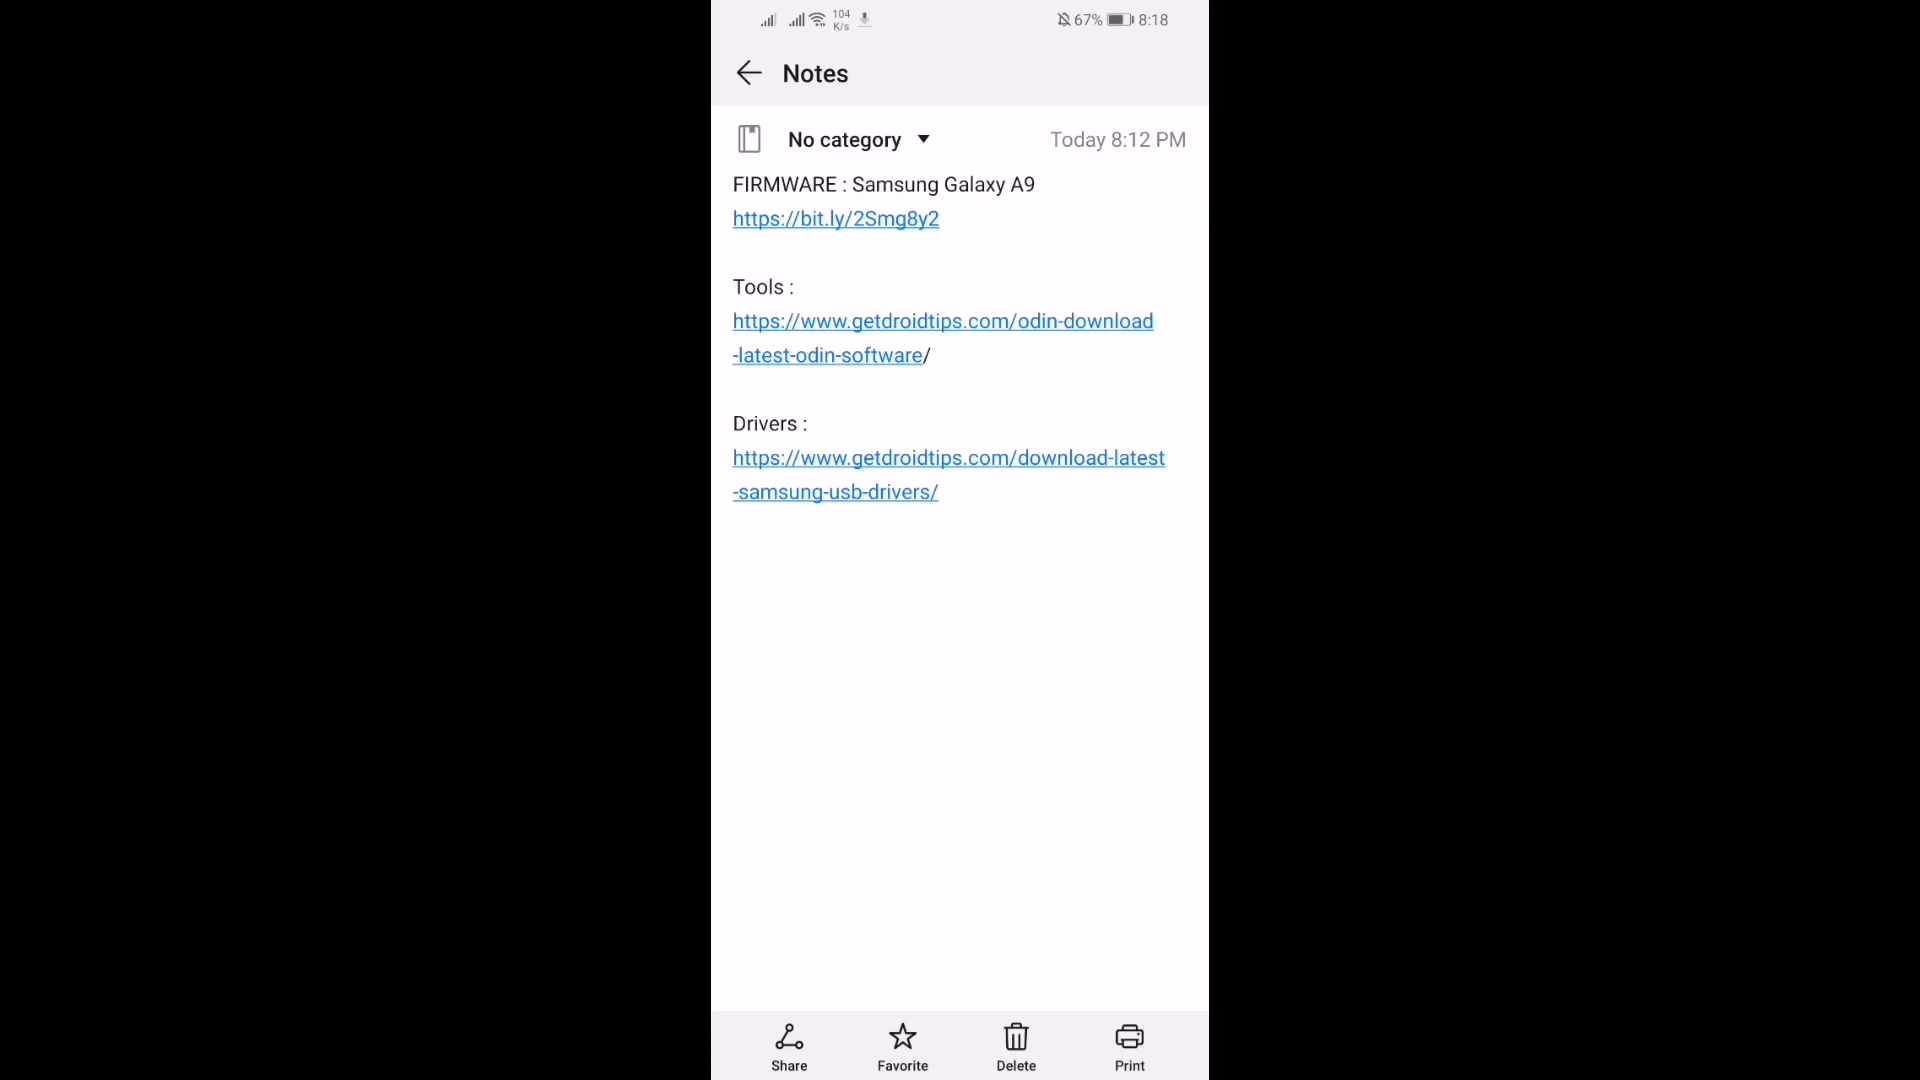 104
K/s
67%
8:18
Notes
No category
Today 8:12 PM
FIRMWARE : Samsung Galaxy A9
https://bit.ly/2Smg8y2
Tools :
https://www.getdroidtips.com/odin-download
-latest-odin-software/
Drivers :
https://www.getdroidtips.com/download-latest
-samsung-usb-drivers/
Share
Favorite
Delete
Print